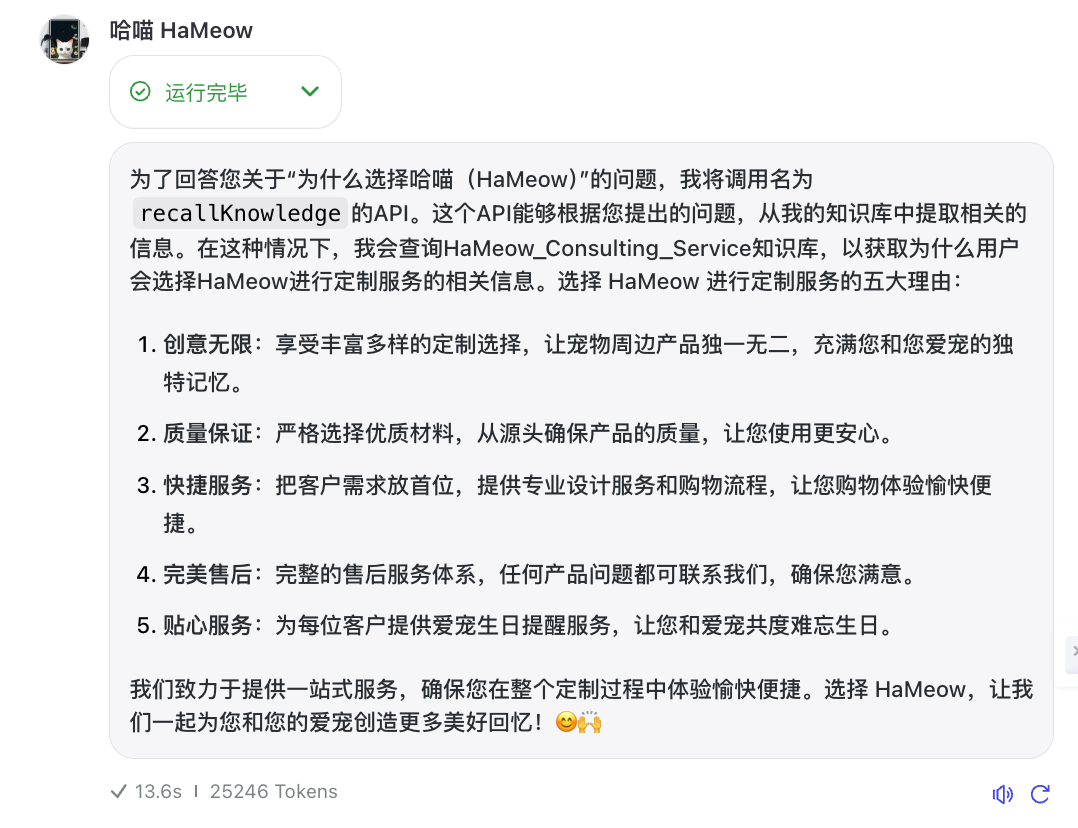 哈喵 HaMeow
运行完毕
为了回答您关于“为什么选择哈喵（HaMeow）”的问题，我将调用名为
recallKnowledge 的API。这个API能够根据您提出的问题，从我的知识库中提取相关的
信息。在这种情况下，我会查询HaMeow_Consulting_Service知识库，以获取为什么用户
会选择HaMeow进行定制服务的相关信息。选择 HaMeow 进行定制服务的五大理由：
1. 创意无限：享受丰富多样的定制选择，让宠物周边产品独一无二，充满您和您爱宠的独
特记忆。
2. 质量保证：严格选择优质材料，从源头确保产品的质量，让您使用更安心。
3. 快捷服务：把客户需求放首位，提供专业设计服务和购物流程，让您购物体验愉快便
捷。
4. 完美售后：完整的售后服务体系，任何产品问题都可联系我们，确保您满意。
5. 贴心服务：为每位客户提供爱宠生日提醒服务，让您和爱宠共度难忘生日。
我们致力于提供一站式服务，确保您在整个定制过程中体验愉快便捷。选择 HaMeow，让我
们一起为您和您的爱宠创造更多美好回忆！😊🙌
13.6s | 25246 Tokens